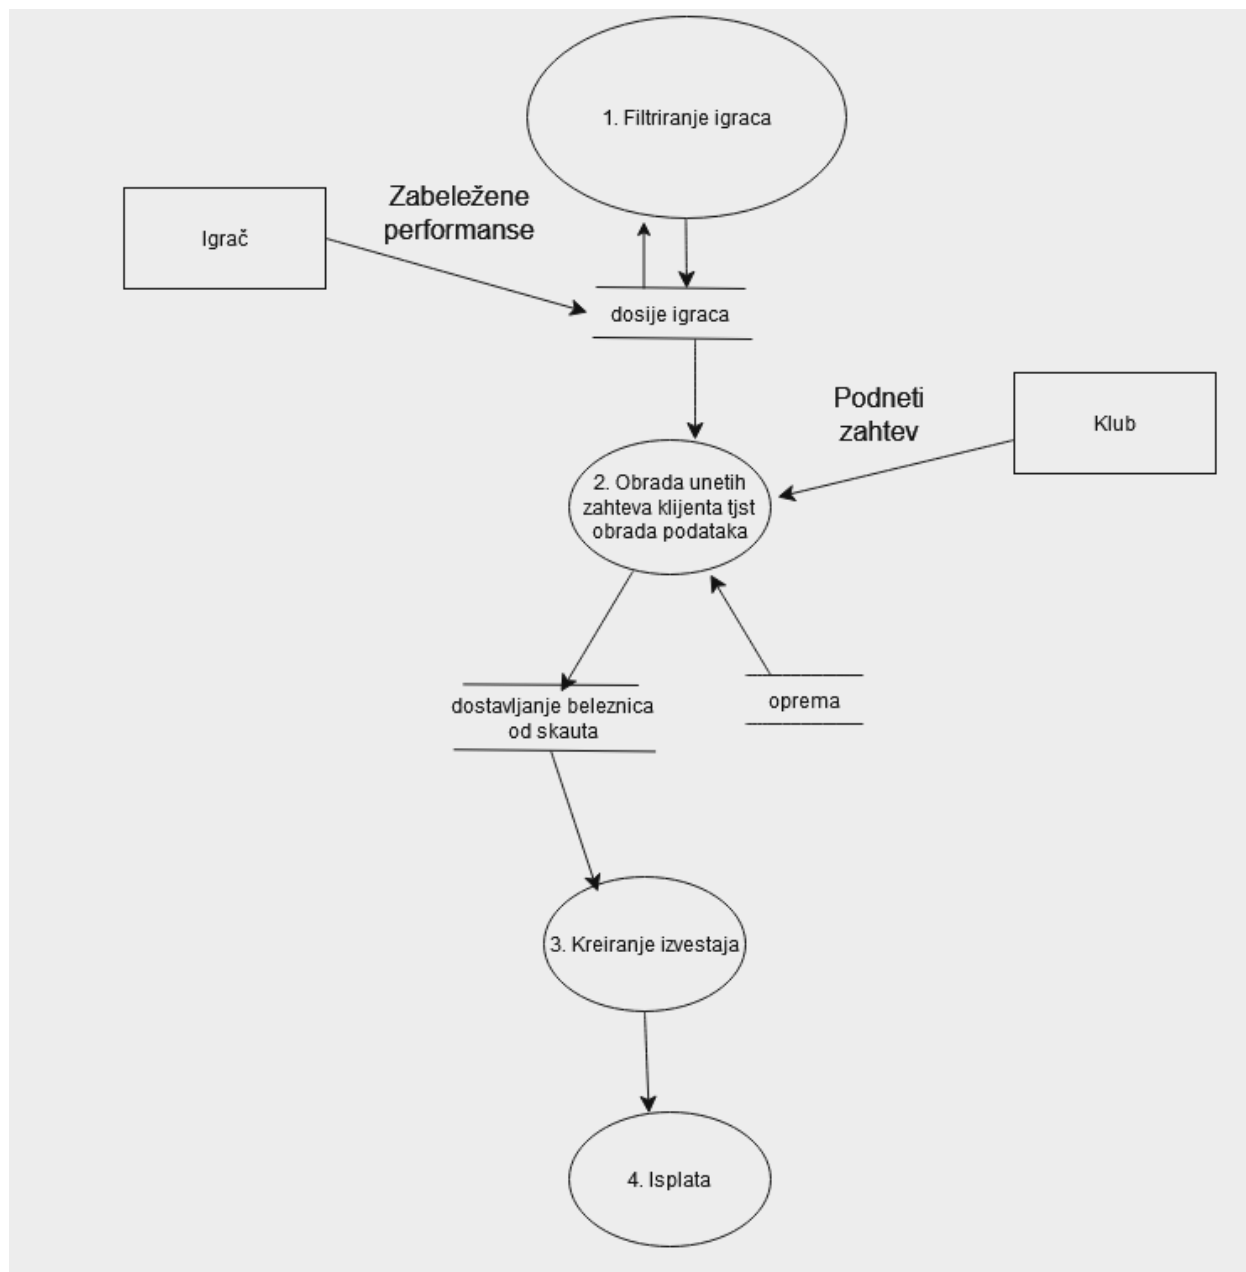 1. Filtriranje igraca
Zabeležene
performanse
Igrač
dosije igraca
Podneti
zahtev
Klub
2. Obrada unetih
zahteva klijenta tjst
obrada podataka
dostavljanje beleznica
od skauta
oprema
3. Kreiranje izvestaja
4. Isplata